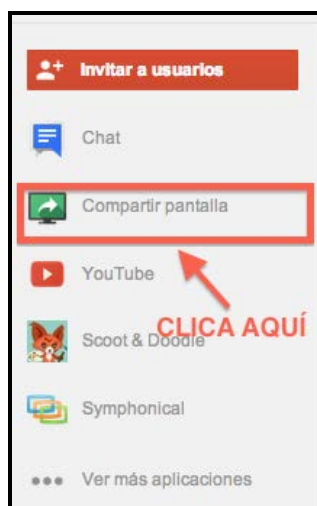 Invitar a usuarios
Chat
Compartir pantalla
YouTube
CLICA AQUÍ
Scoot & Doodle
Symphonical
Ver más aplicaciones